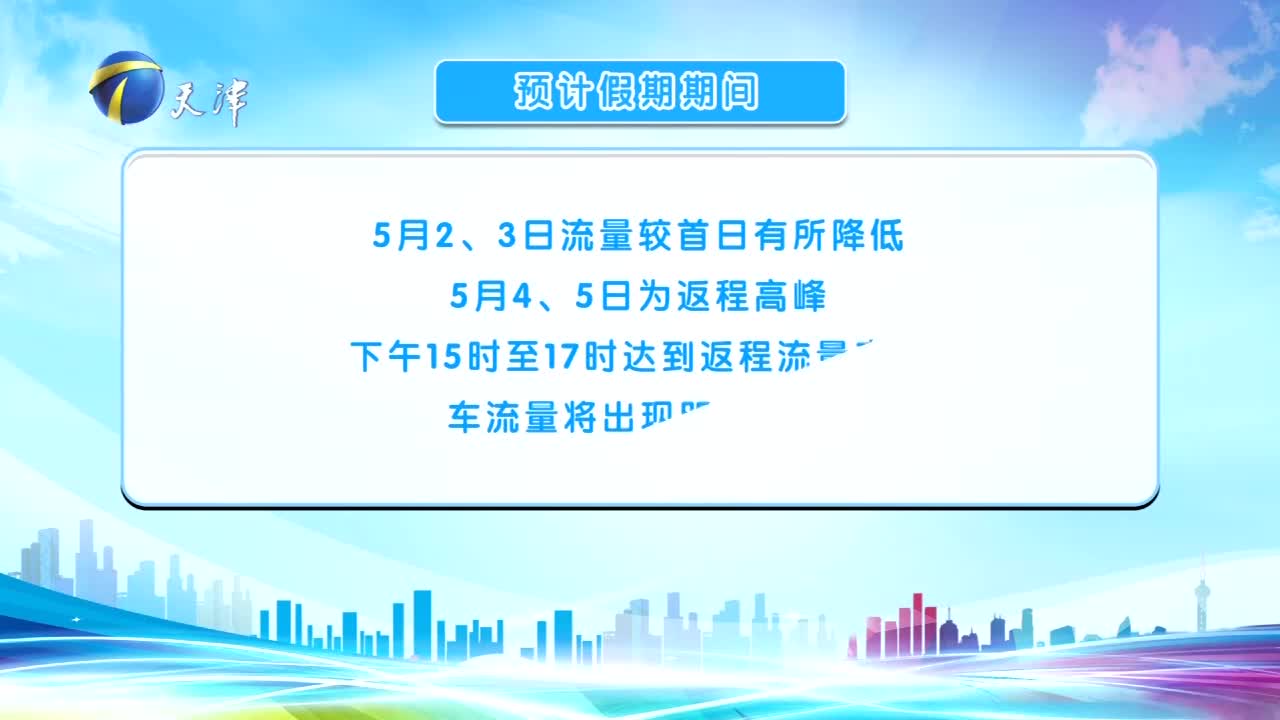 天津
预计假期期间
5月2、3日流量较首日有所降低
5月4、5日为返程高峰
下午15时至17时达到返程流量
车流量将出现